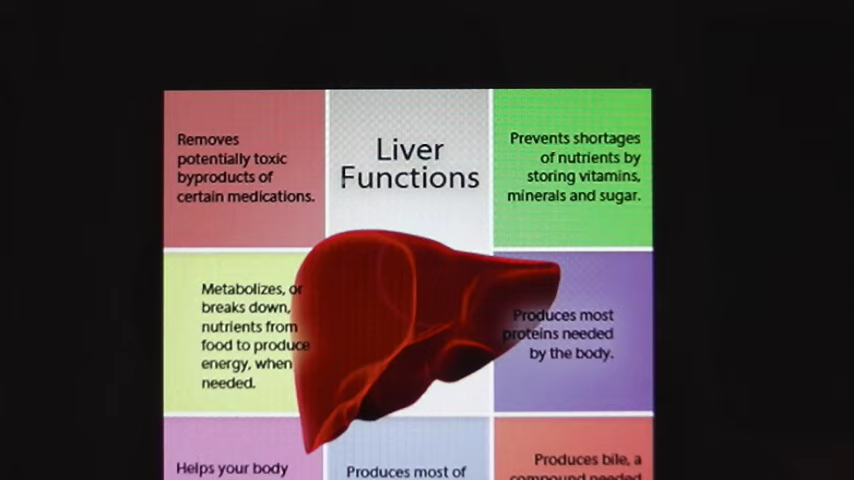 Removes
potentially toxic
byproducts of
certain medications.
Liver
Functions
Prevents shortages
of nutrients by
storing vitamins,
minerals and sugar.
Metabolizes, or
breaks down,
nutrients from
food to produce
energy, when
needed.
Produces most
proteins needed
by the body.
Helps your body
Produces most of
Produces bile, a
compound needed